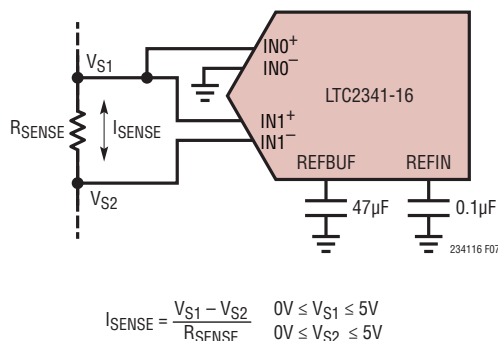 IN0+
IN0−
VS1
LTC2341-16
RSENSE
ISENSE
IN1+
IN1−
REFBUF REFIN
VS2
47µF
0.1µF
234116 F07
ISENSE = VS1 – VS2 / RSENSE
0V ≤ VS1 ≤ 5V
0V ≤ VS2 ≤ 5V